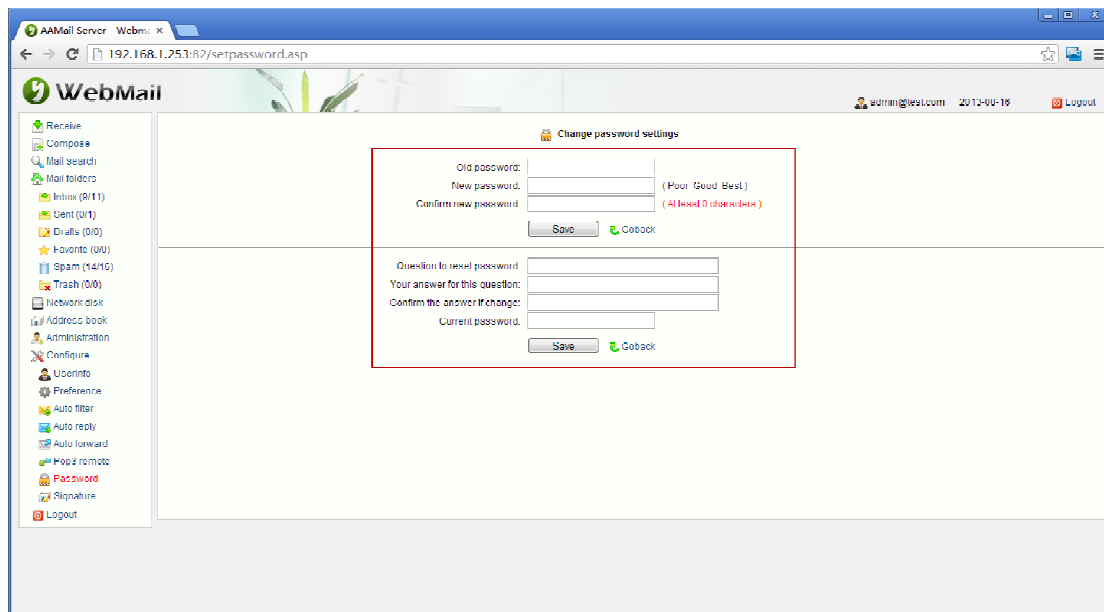 AAMail Server Webma
192.168.1.253:82/setpassword.asp
WebMail
admin@test.com 2013-08-16 Logout
Receive
Compose
Mail search
Mail folders
Inbox (9/11)
Sent (0/1)
Drafts (0/0)
Favorite (0/0)
Spam (14/16)
Trash (0/0)
Network disk
Address book
Administration
Configure
Userinfo
Preference
Auto filter
Auto reply
Auto forward
Pop3 remote
Password
Signature
Logout
Change password settings
Old password:
New password: ( Poor Good Best )
Confirm new password: ( At least 0 characters )
Save Goback
Question to reset password:
Your answer for this question:
Confirm the answer if change:
Current password:
Save Goback